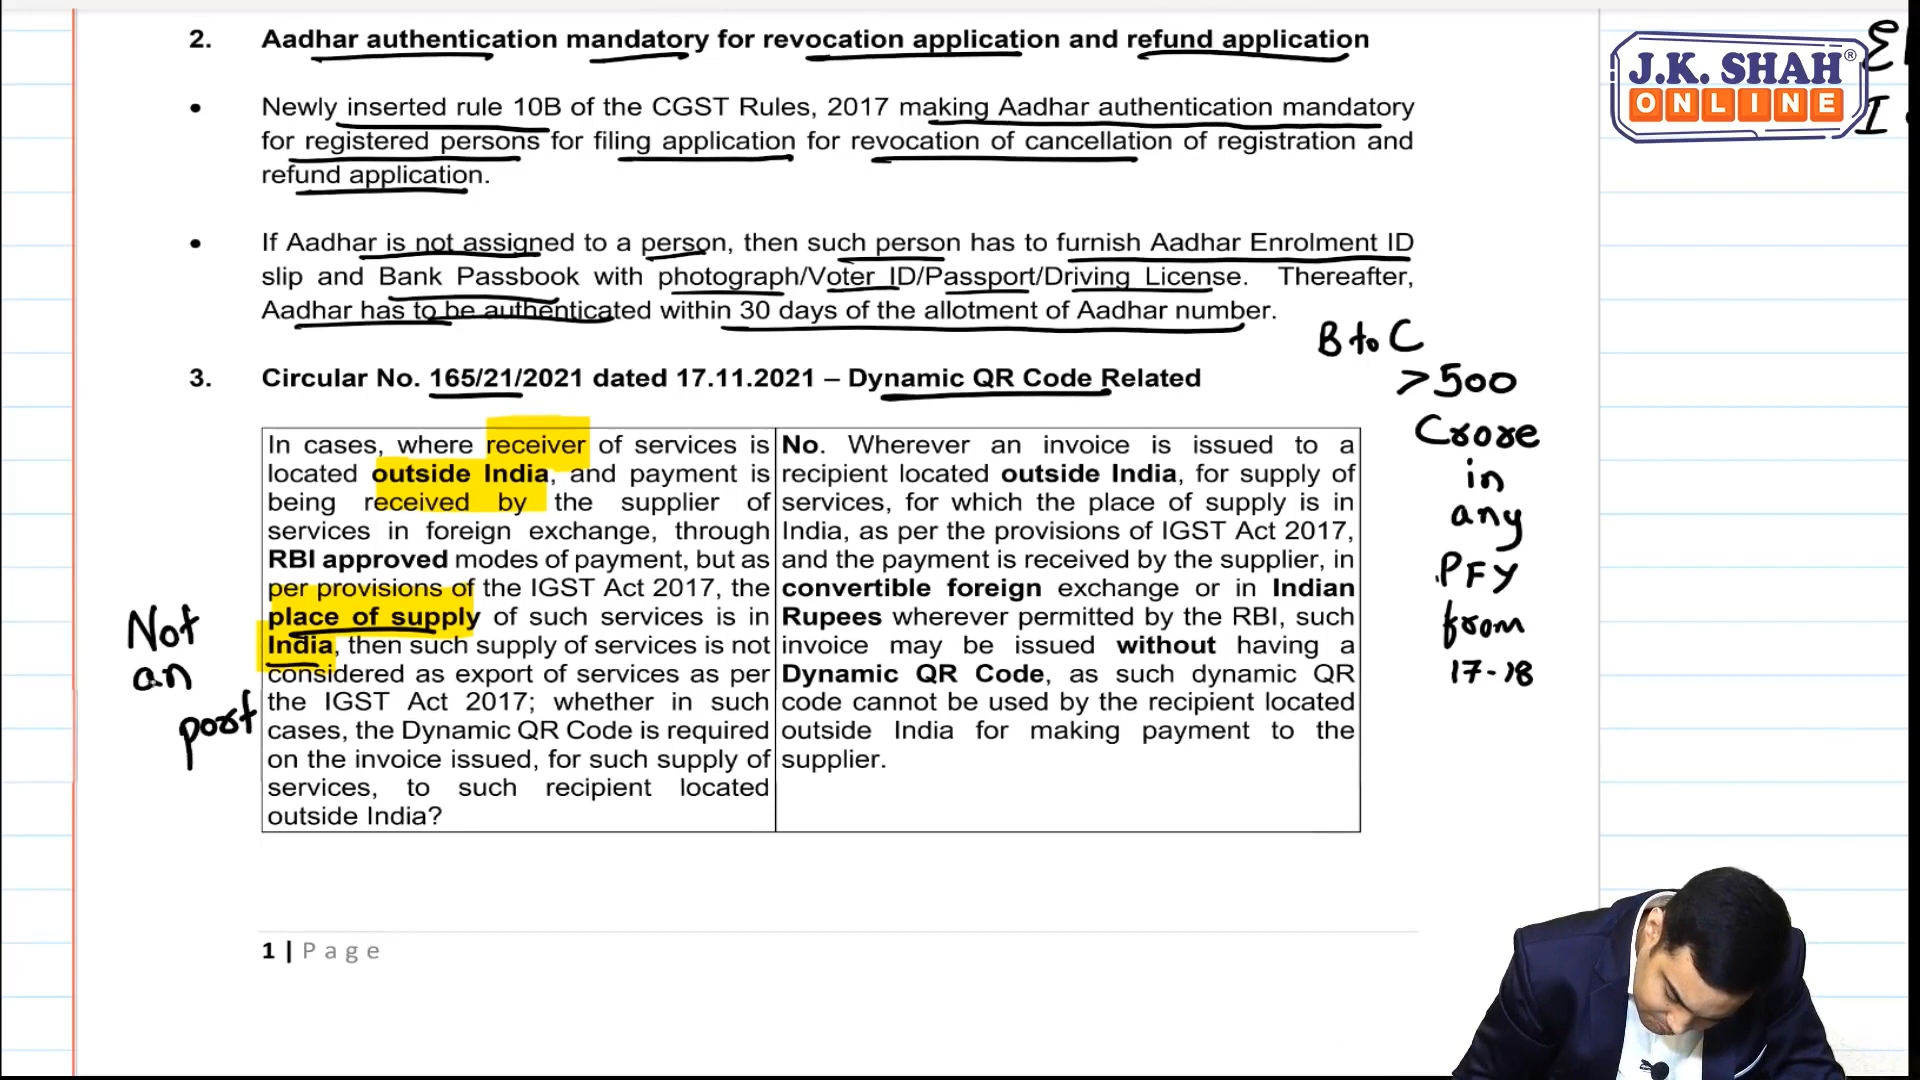 2. Aadhar authentication mandatory for revocation application and refund application
J.K. SHAH®
ONLINE
• Newly inserted rule 10B of the CGST Rules, 2017 making Aadhar authentication mandatory
for registered persons for filing application for revocation of cancellation of registration and
refund application.
• If Aadhar is not assigned to a person, then such person has to furnish Aadhar Enrolment ID
slip and Bank Passbook with photograph/Voter ID/Passport/Driving License. Thereafter,
Aadhar has to be authenticated within 30 days of the allotment of Aadhar number.
3. Circular No. 165/21/2021 dated 17.11.2021 – Dynamic QR Code Related
In cases, where receiver of services is
located outside India, and payment is
being received by the supplier of
services in foreign exchange, through
RBI approved modes of payment, but as
per provisions of the IGST Act 2017, the
place of supply of such services is in
India, then such supply of services is not
considered as export of services as per
the IGST Act 2017; whether in such
cases, the Dynamic QR Code is required
on the invoice issued, for such supply of
services, to such recipient located
outside India?
No. Wherever an invoice is issued to a
recipient located outside India, for supply of
services, for which the place of supply is in
India, as per the provisions of IGST Act 2017,
and the payment is received by the supplier, in
convertible foreign exchange or in Indian
Rupees wherever permitted by the RBI, such
invoice may be issued without having a
Dynamic QR Code, as such dynamic QR
code cannot be used by the recipient located
outside India for making payment to the
supplier.
B to C
>500
Crore
in
any
PFY
from
17-18
Not
an
port
1 | Page